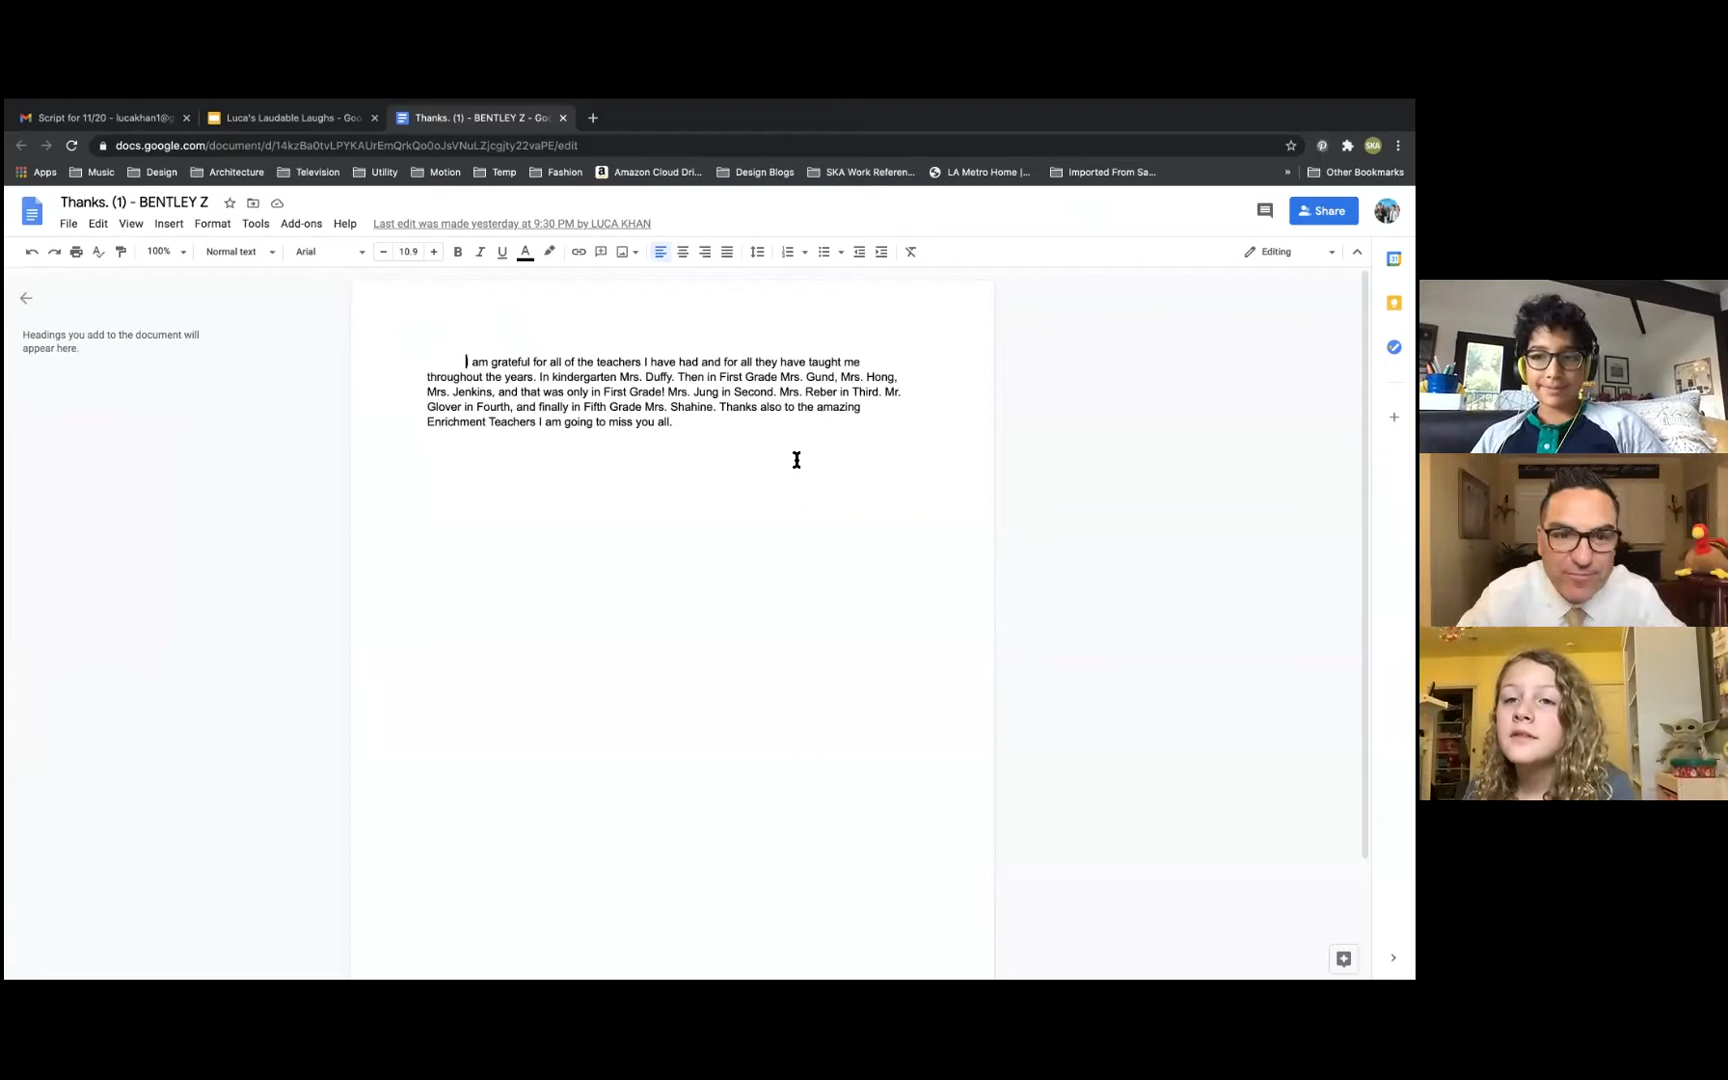 Script for 11/20 - lucakhan1@g
Luca's Laudable Laughs - Goo
Thanks. (1) - BENTLEY Z - Goo
docs.google.com/document/d/14kzBa0tvLPYKAUrEmQrkQo0oJsVNuLZjcgjty22vaPE/edit
SKA
Apps Music Design Architecture Television Utility Motion Temp Fashion Amazon Cloud Dri... Design Blogs SKA Work Referen... LA Metro Home |... Imported From Sa... » Other Bookmarks
Thanks. (1) - BENTLEY Z
Share
File Edit View Insert Format Tools Add-ons Help Last edit was made yesterday at 9:30 PM by LUCA KHAN
100% Normal text Arial − 10.9 + B I U A Editing
Headings you add to the document will
appear here.
I am grateful for all of the teachers I have had and for all they have taught me
throughout the years. In kindergarten Mrs. Duffy. Then in First Grade Mrs. Gund, Mrs. Hong,
Mrs. Jenkins, and that was only in First Grade! Mrs. Jung in Second. Mrs. Reber in Third. Mr.
Glover in Fourth, and finally in Fifth Grade Mrs. Shahine. Thanks also to the amazing
Enrichment Teachers I am going to miss you all.